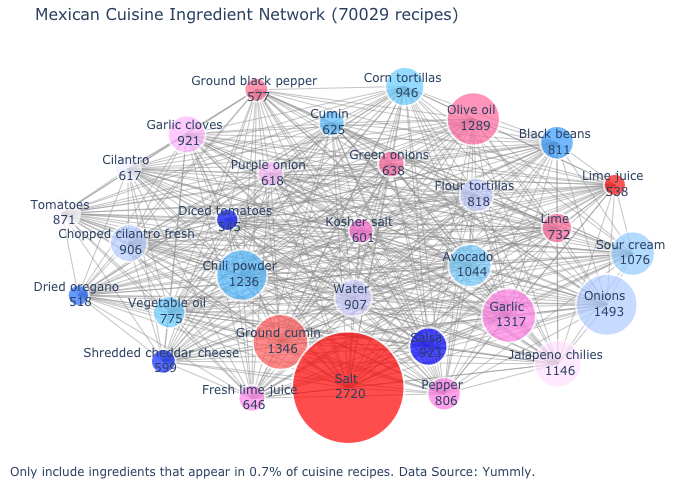 Mexican Cuisine Ingredient Network (70029 recipes)
Corn tortillas
946
Ground black pepper
577
Olive oil
1289
Cumin
625
Garlic cloves
921
Black beans
811
Green onions
638
Cilantro
617
Purple onion
618
Lime juice
538
Flour tortillas
818
Tomatoes
871
Diced tomatoes
545
Kosher salt
601
Lime
732
Chopped cilantro fresh
906
Sour cream
1076
Avocado
1044
Chili powder
1236
Dried oregano
518
Water
907
Onions
1493
Vegetable oil
775
Garlic
1317
Ground cumin
1346
Salsa
923
Shredded cheddar cheese
599
Jalapeno chilies
1146
Salt
2720
Pepper
806
Fresh lime juice
646
Only include ingredients that appear in 0.7% of cuisine recipes. Data Source: Yummly.